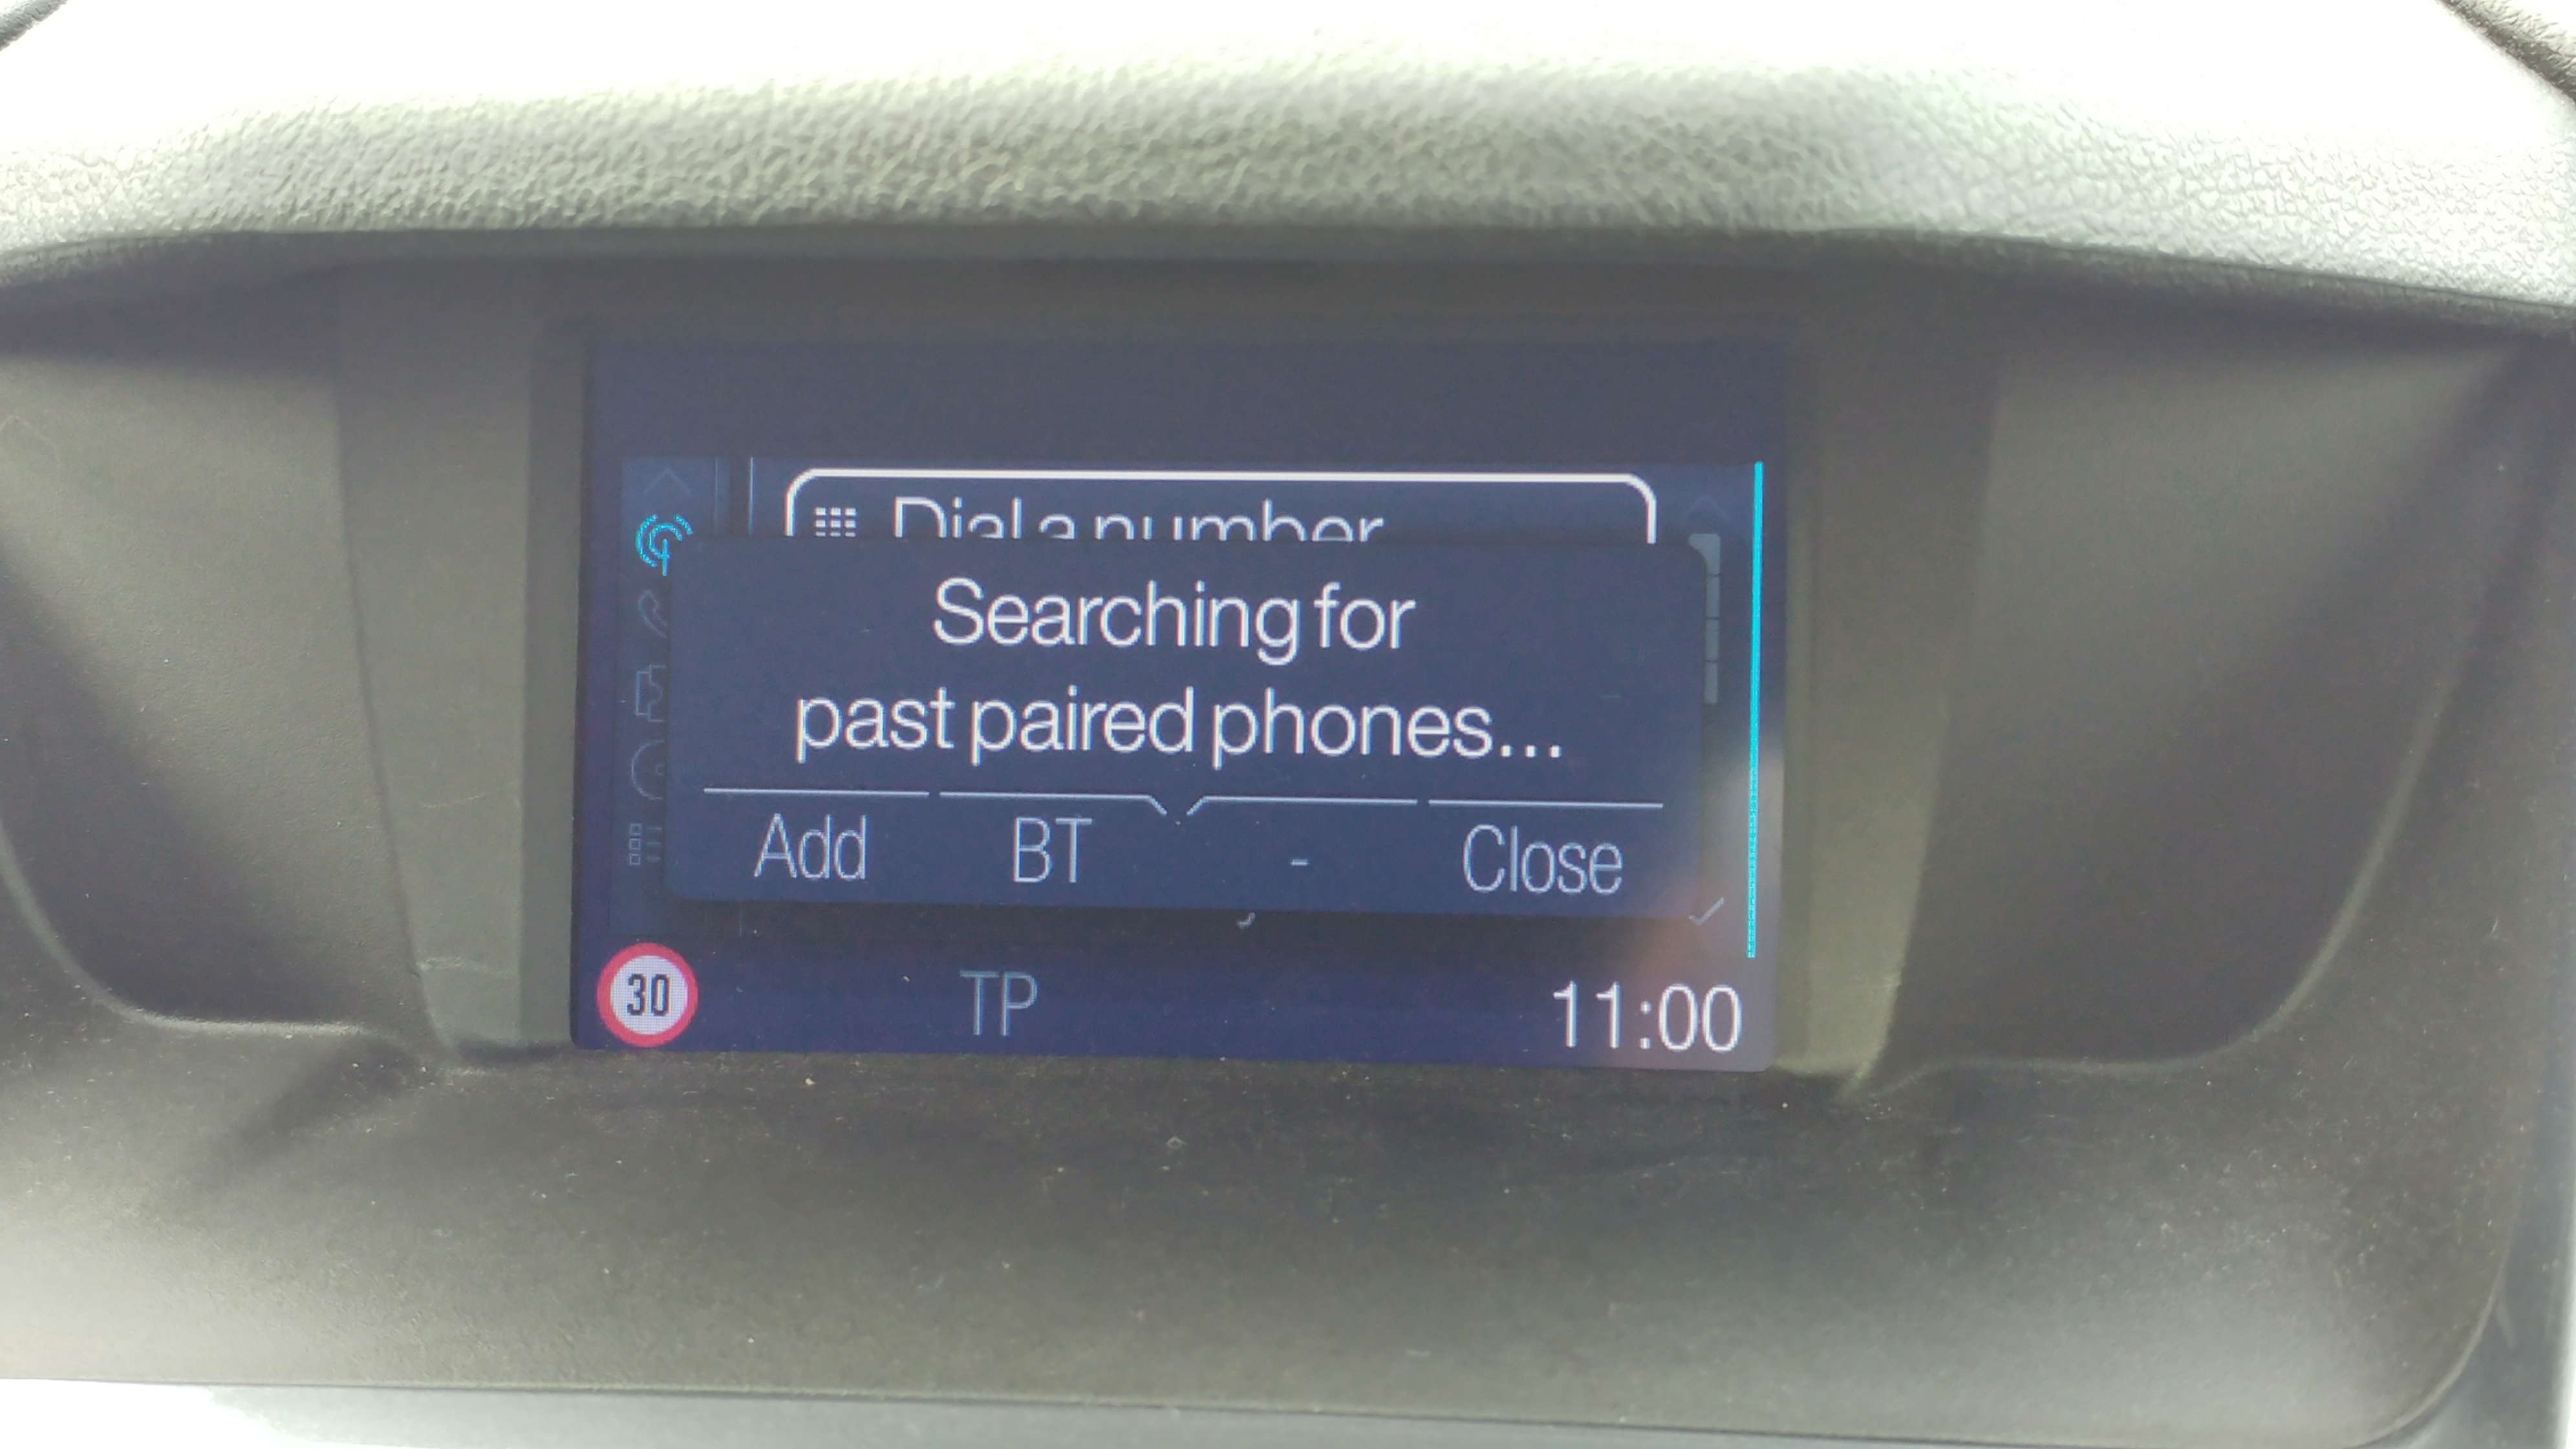 Dial a number
Searching for
past paired phones...
Add BT - Close
30 TP 11:00